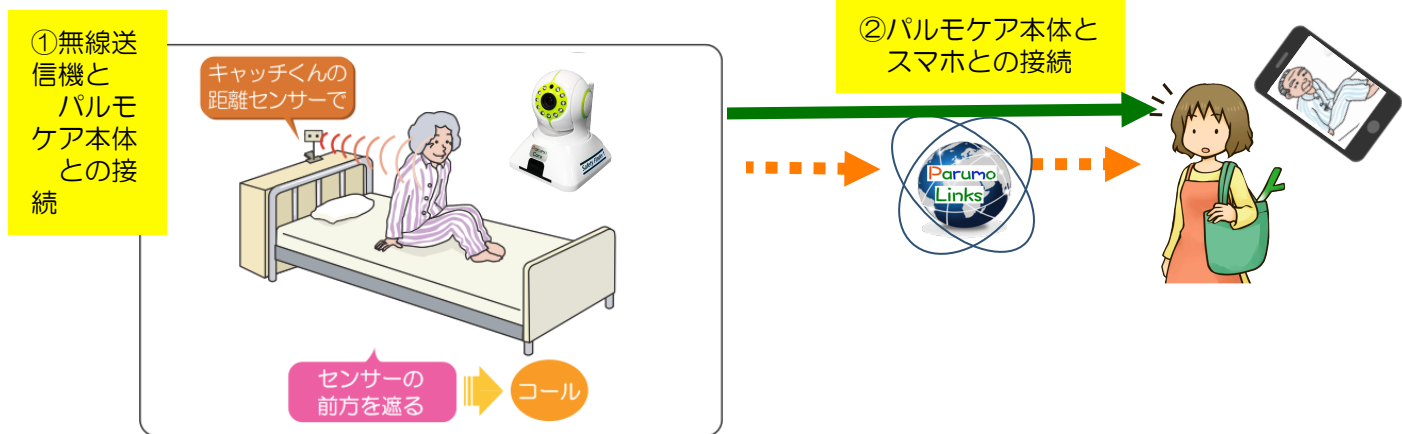 ①無線送
信機と
パルモ
ケア本体
との接
続
キャッチくんの
距離センサーで
センサーの
前方を遮る
コール
②パルモケア本体と
スマホとの接続
Parumo
Links